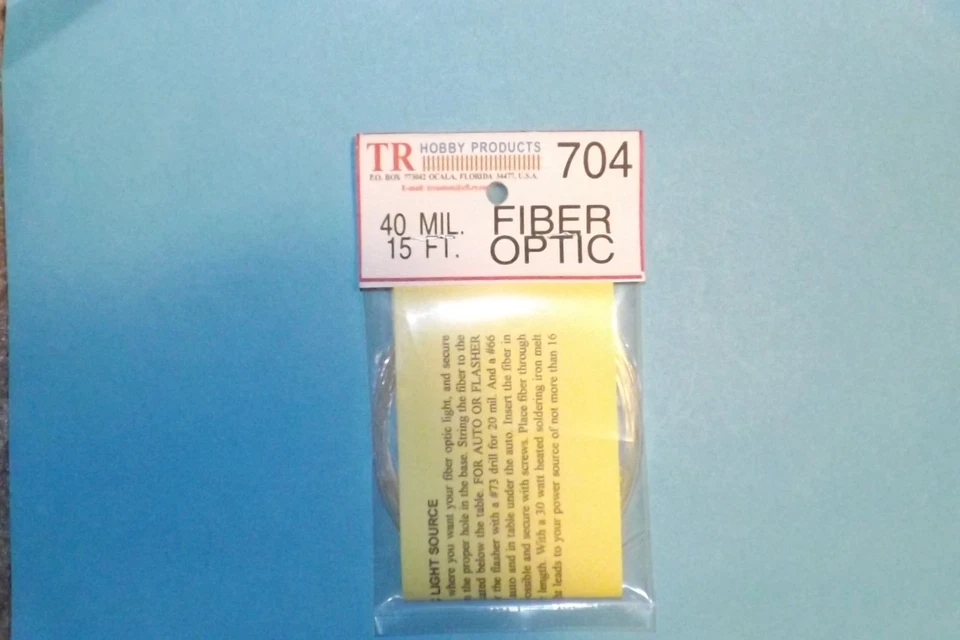 TR HOBBY PRODUCTS 704
P.O. BOX 773042 OCALA, FLORIDA 34477, U.S.A.
E-mail:
40 MIL. FIBER
15 FT. OPTIC
LIGHT SOURCE
where you want your fiber optic light, and secure
the proper hole in the base. String the fiber to the
below the table. FOR AUTO OR FLASHER
the flasher with a #73 drill for 20 mil. And a #66
auto and in table under the auto. Insert the fiber in
and secure with screws. Place fiber through
length. With a 30 watt heated soldering iron melt
leads to your power source of not more than 16